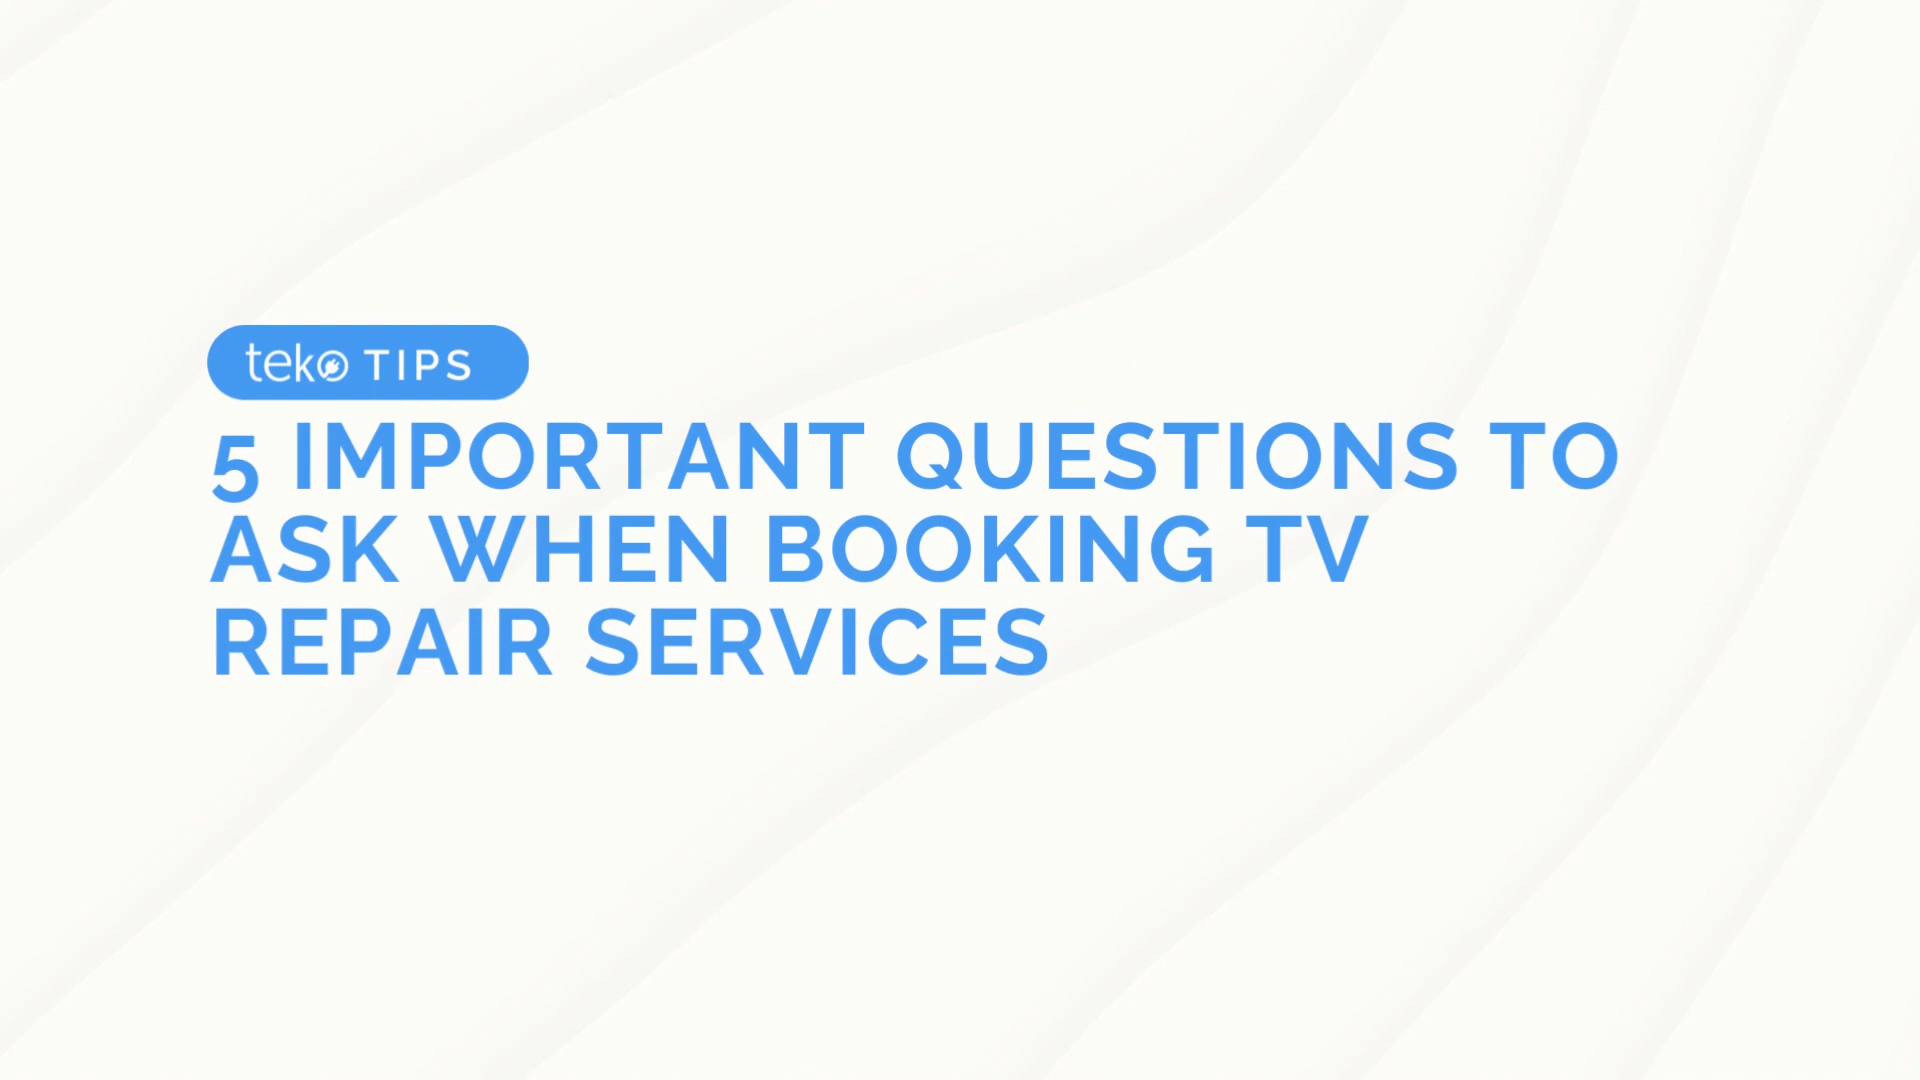 teko TIPS
5 IMPORTANT QUESTIONS TO
ASK WHEN BOOKING TV
REPAIR SERVICES